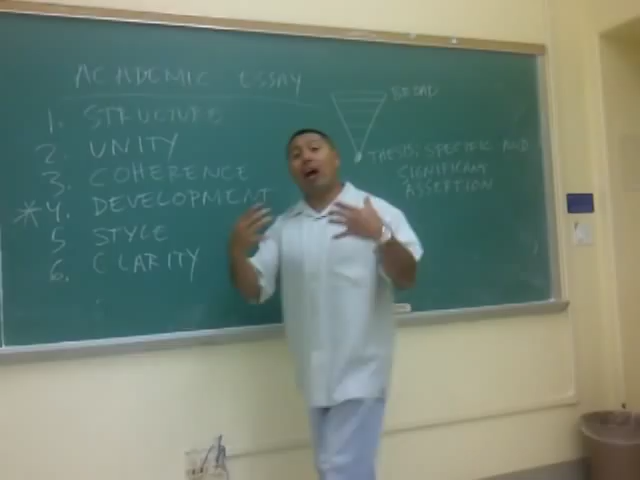 ACADEMIC ESSAY
1. STRUCTURE
2. UNITY
3. COHERENCE
*4. DEVELOPMENT
5 STYLE
6. CLARITY
BROAD
THESIS: SPECIFIC AND
SIGNIFICANT
ASSERTION